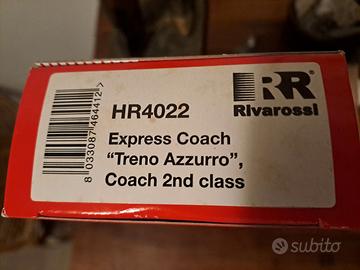 8 033087 464412 >
HR4022
RR
Rivarossi
Express Coach
“Treno Azzurro”,
Coach 2nd class
subito